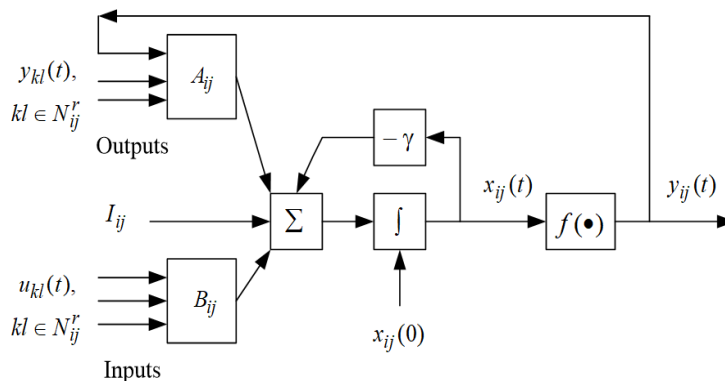 y_{kl}(t),
kl ∈ N_{ij}^{r}
Outputs
A_{ij}
− γ
x_{ij}(t)
y_{ij}(t)
I_{ij}
Σ
∫
f(•)
u_{kl}(t),
kl ∈ N_{ij}^{r}
Inputs
B_{ij}
x_{ij}(0)